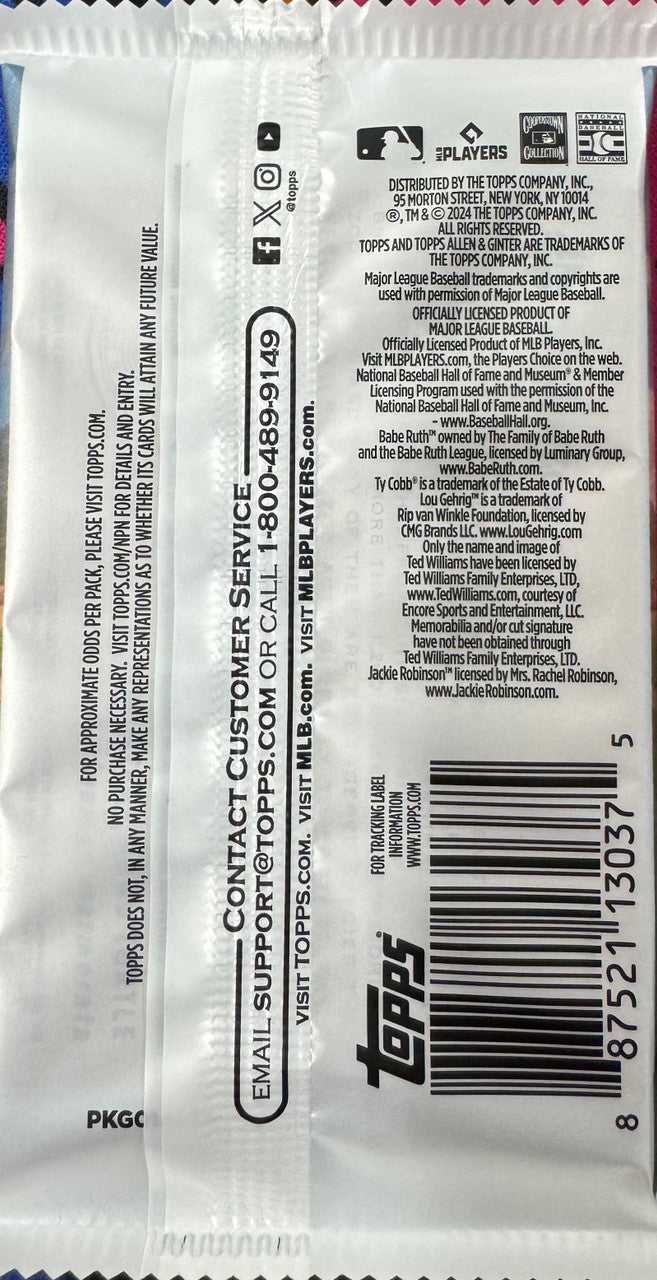 FOR APPROXIMATE ODDS PER PACK, PLEASE VISIT TOPPS.COM.
NO PURCHASE NECESSARY. VISIT TOPPS.COM/NPN FOR DETAILS AND ENTRY.
TOPPS DOES NOT, IN ANY MANNER, MAKE ANY REPRESENTATIONS AS TO WHETHER ITS CARDS WILL ATTAIN ANY FUTURE VALUE.
PKGC
CONTACT CUSTOMER SERVICE
EMAIL SUPPORT@TOPPS.COM OR CALL 1-800-489-9149
VISIT TOPPS.COM. VISIT MLB.com. VISIT MLBPLAYERS.com.
@topps
MLB PLAYERS
COOPERSTOWN
COLLECTION
NATIONAL
BASEBALL
HALL OF FAME
DISTRIBUTED BY THE TOPPS COMPANY, INC.,
95 MORTON STREET, NEW YORK, NY 10014
®, TM & © 2024 THE TOPPS COMPANY, INC.
ALL RIGHTS RESERVED.
TOPPS AND TOPPS ALLEN & GINTER ARE TRADEMARKS OF
THE TOPPS COMPANY, INC.
Major League Baseball trademarks and copyrights are
used with permission of Major League Baseball.
OFFICIALLY LICENSED PRODUCT OF
MAJOR LEAGUE BASEBALL.
Officially Licensed Product of MLB Players, Inc.
Visit MLBPLAYERS.com, the Players Choice on the web.
National Baseball Hall of Fame and Museum® & Member
Licensing Program used with the permission of the
National Baseball Hall of Fame and Museum, Inc.
- www.BaseballHall.org.
Babe Ruth™ owned by The Family of Babe Ruth
and the Babe Ruth League, licensed by Luminary Group,
www.BabeRuth.com.
Ty Cobb® is a trademark of the Estate of Ty Cobb.
Lou Gehrig™ is a trademark of
Rip van Winkle Foundation, licensed by
CMG Brands LLC. www.LouGehrig.com
Only the name and image of
Ted Williams have been licensed by
Ted Williams Family Enterprises, LTD,
www.TedWilliams.com, courtesy of
Encore Sports and Entertainment, LLC.
Memorabilia and/or cut signature
have not been obtained through
Ted Williams Family Enterprises, LTD.
Jackie Robinson™ licensed by Mrs. Rachel Robinson,
www.JackieRobinson.com.
FOR TRACKING LABEL
INFORMATION
WWW.TOPPS.COM
topps®
8 87521 13037 5